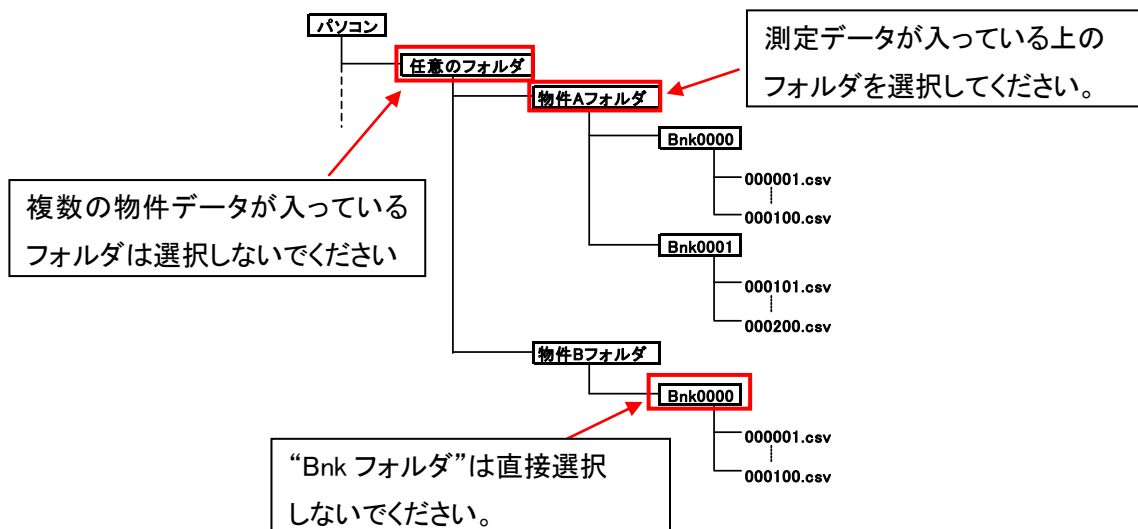 パソコン
任意のフォルダ
物件Aフォルダ
測定データが入っている上の
フォルダを選択してください。
Bnk0000
000001.csv
000100.csv
複数の物件データが入っている
フォルダは選択しないでください
Bnk0001
000101.csv
000200.csv
物件Bフォルダ
Bnk0000
000001.csv
000100.csv
“Bnk フォルダ”は直接選択
しないでください。